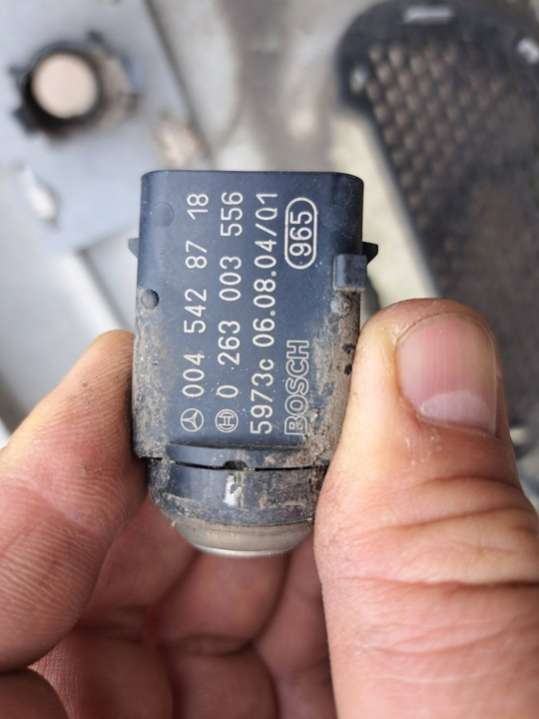 004 542 87 18
0 263 003 556
5973c 06.08.04/01
BOSCH 965